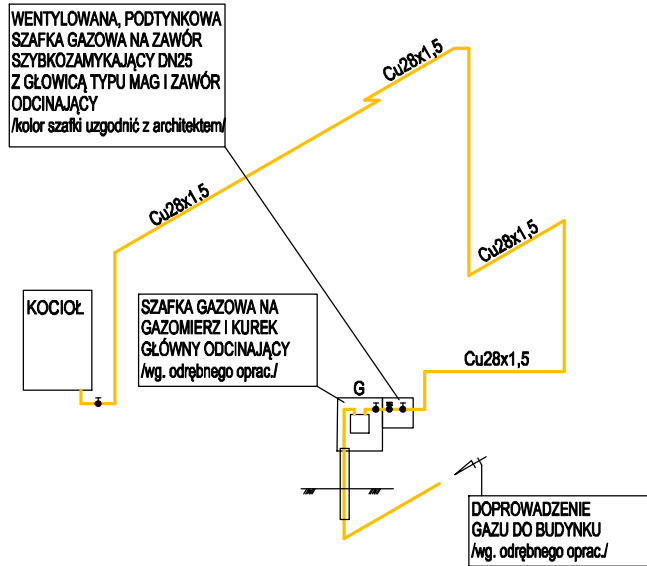 WENTYLOWANA, PODTYNKOWA
SZAFKA GAZOWA NA ZAWÓR
SZYBKOZAMYKAJĄCY DN25
Z GŁOWICĄ TYPU MAG I ZAWÓR
ODCINAJĄCY
/kolor szafki uzgodnić z architektem/
Cu28x1,5
Cu28x1,5
Cu28x1,5
KOCIOŁ
SZAFKA GAZOWA NA
GAZOMIERZ I KUREK
GŁÓWNY ODCINAJĄCY
/wg. odrębnego oprac./
Cu28x1,5
G
DOPROWADZENIE
GAZU DO BUDYNKU
/wg. odrębnego oprac./